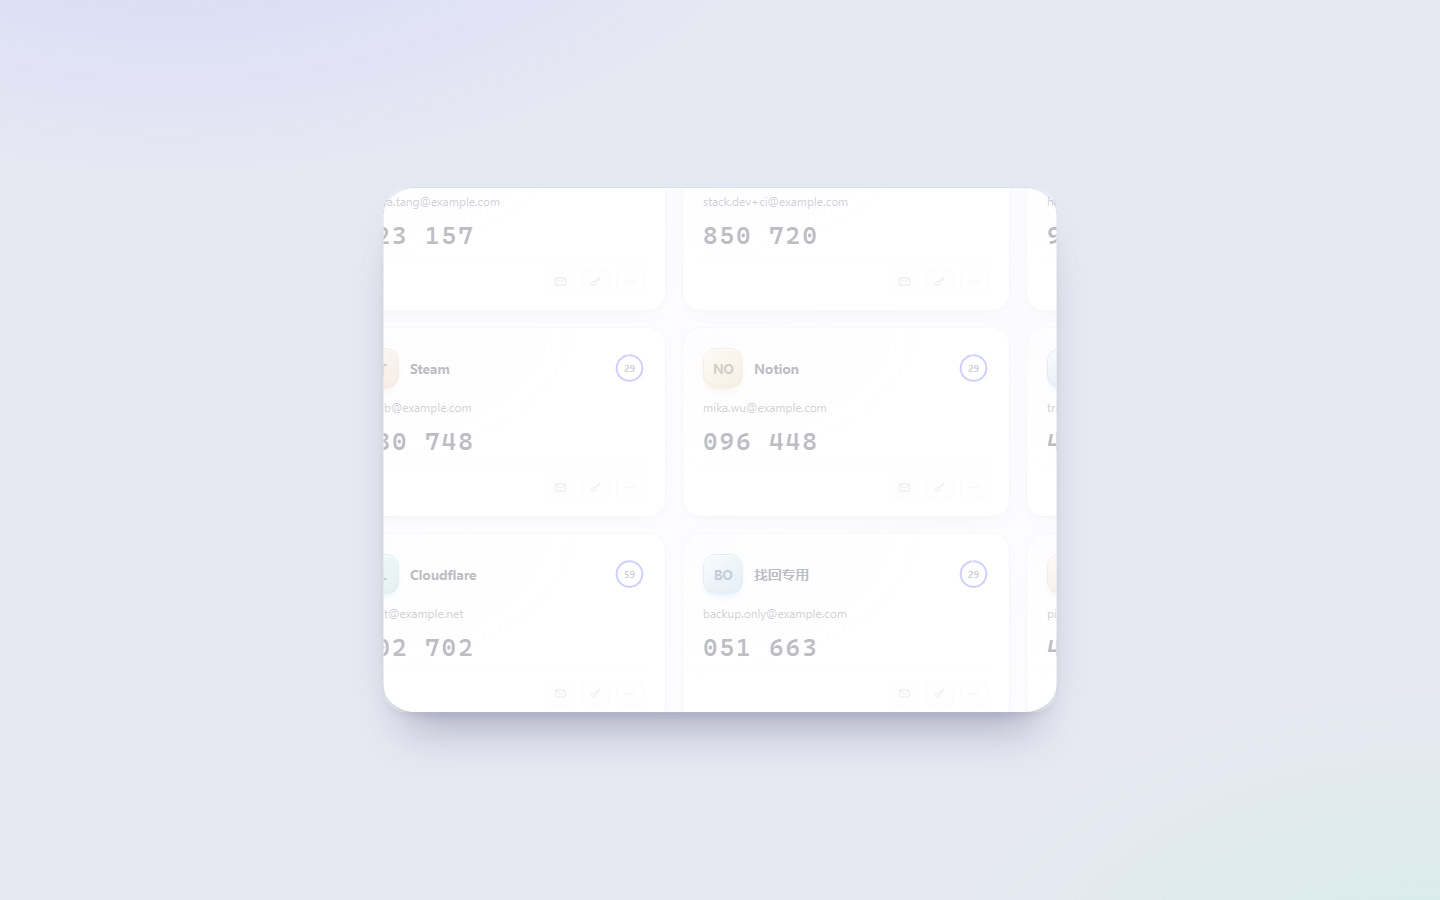 a.tang@example.com
23 157
stack.dev+ci@example.com
850 720
Steam
29
b@example.com
30 748
NO
Notion
29
mika.wu@example.com
096 448
Cloudflare
59
t@example.net
02 702
BO
找回专用
29
backup.only@example.com
051 663